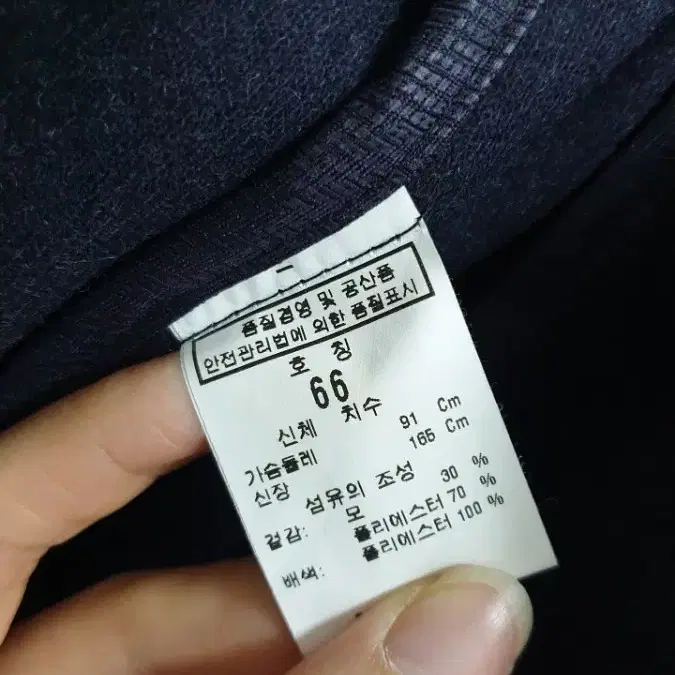 품질경영 및 공산품
안전관리법에 의한 품질표시
호 칭
66
신체 치수
가슴둘레 91 Cm
신장 165 Cm
섬유의 조성
겉감: 모 30 %
폴리에스터 70 %
배색: 폴리에스터 100 %